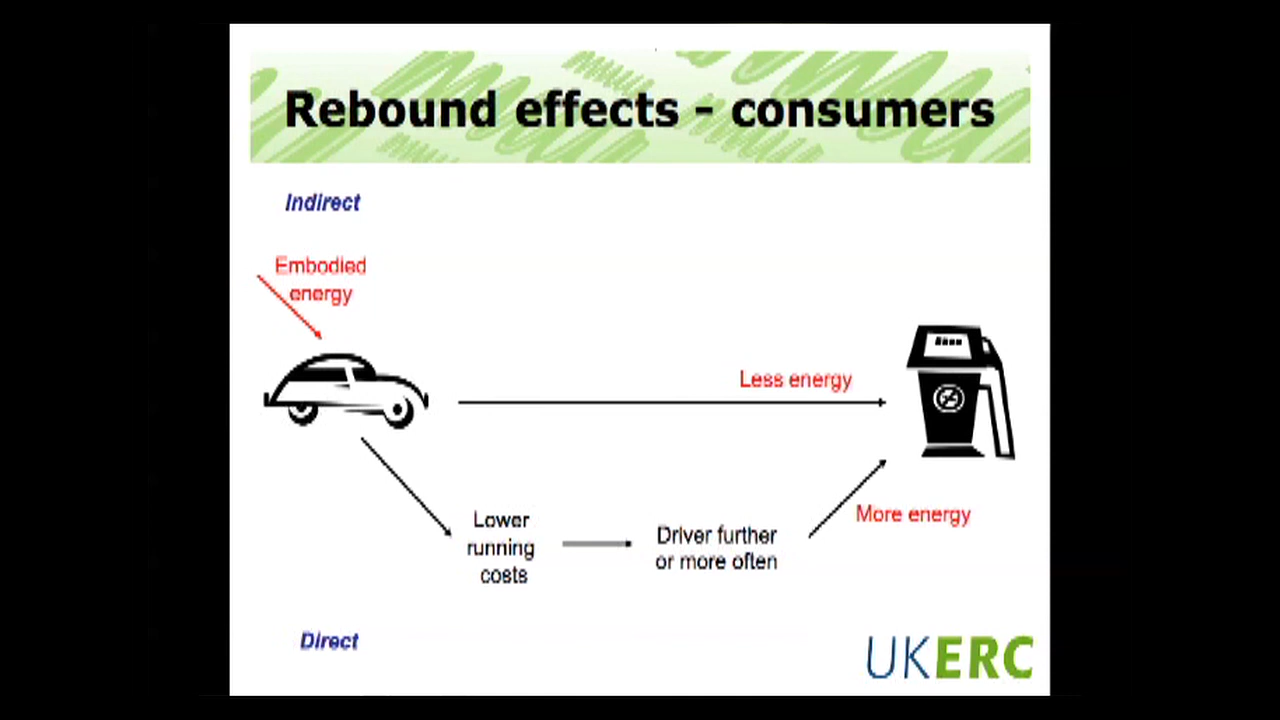 Rebound effects - consumers
Indirect
Embodied
energy
Less energy
More energy
Lower
running
costs
Driver further
or more often
Direct
UKERC